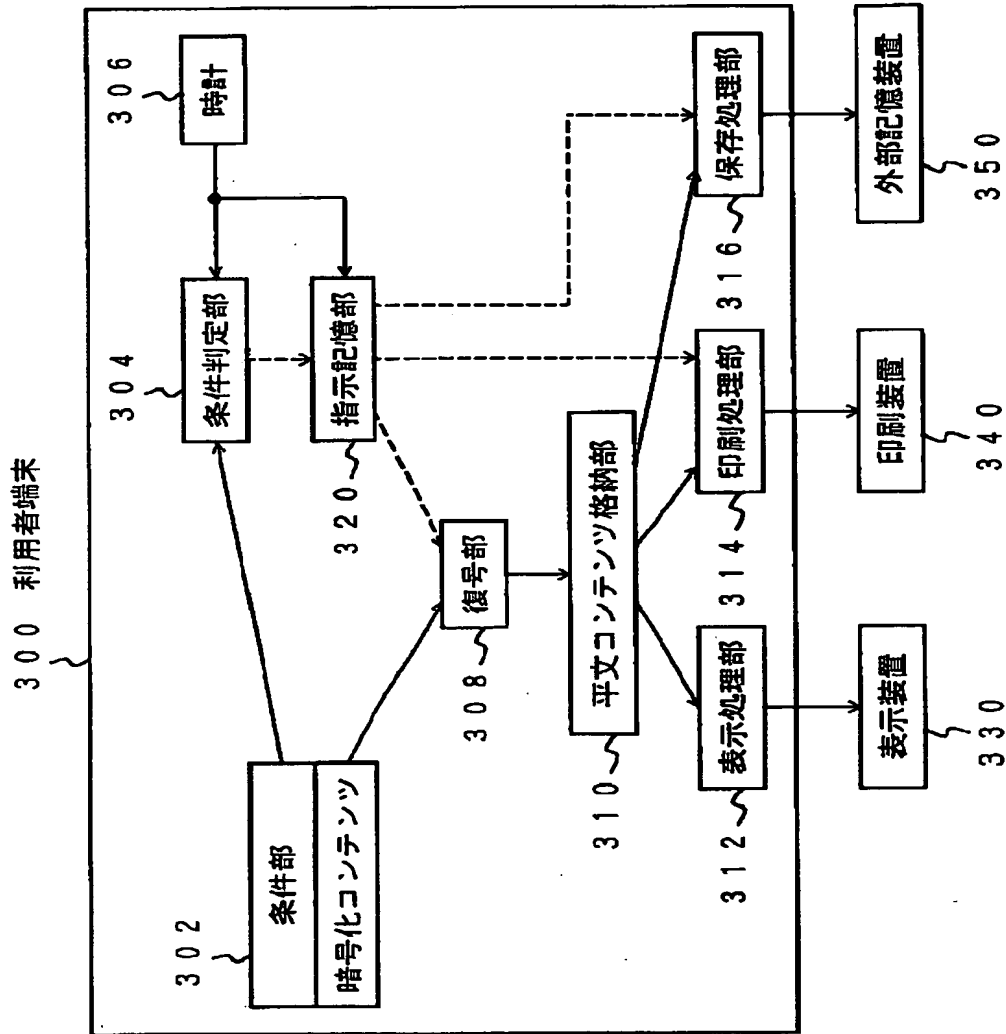 300 利用者端末
302
304
306
条件部
条件判定部
時計
暗号化コンテンツ
指示記憶部
320
復号部
308
平文コンテンツ格納部
310
表示処理部
印刷処理部
保存処理部
312
314
316
表示装置
印刷装置
外部記憶装置
330
340
350